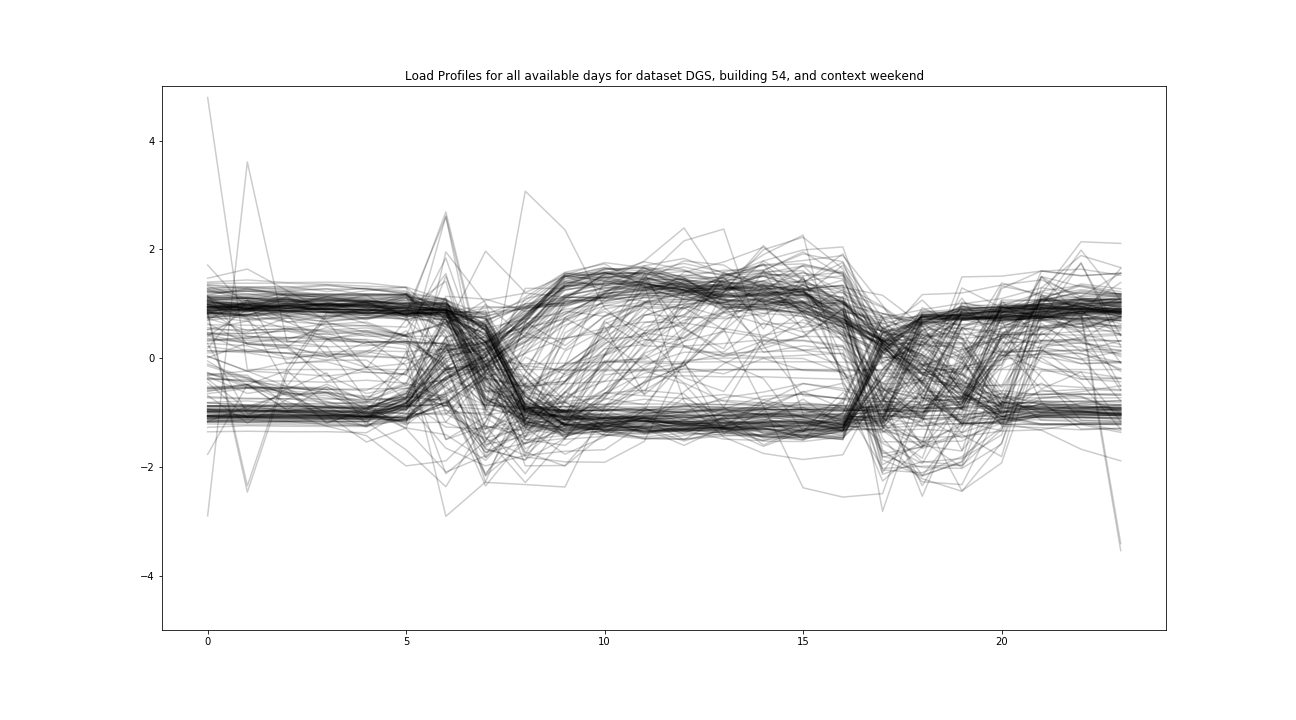 Load Profiles for all available days for dataset DGS, building 54, and context weekend
4
2
0
−2
−4
0 5 10 15 20